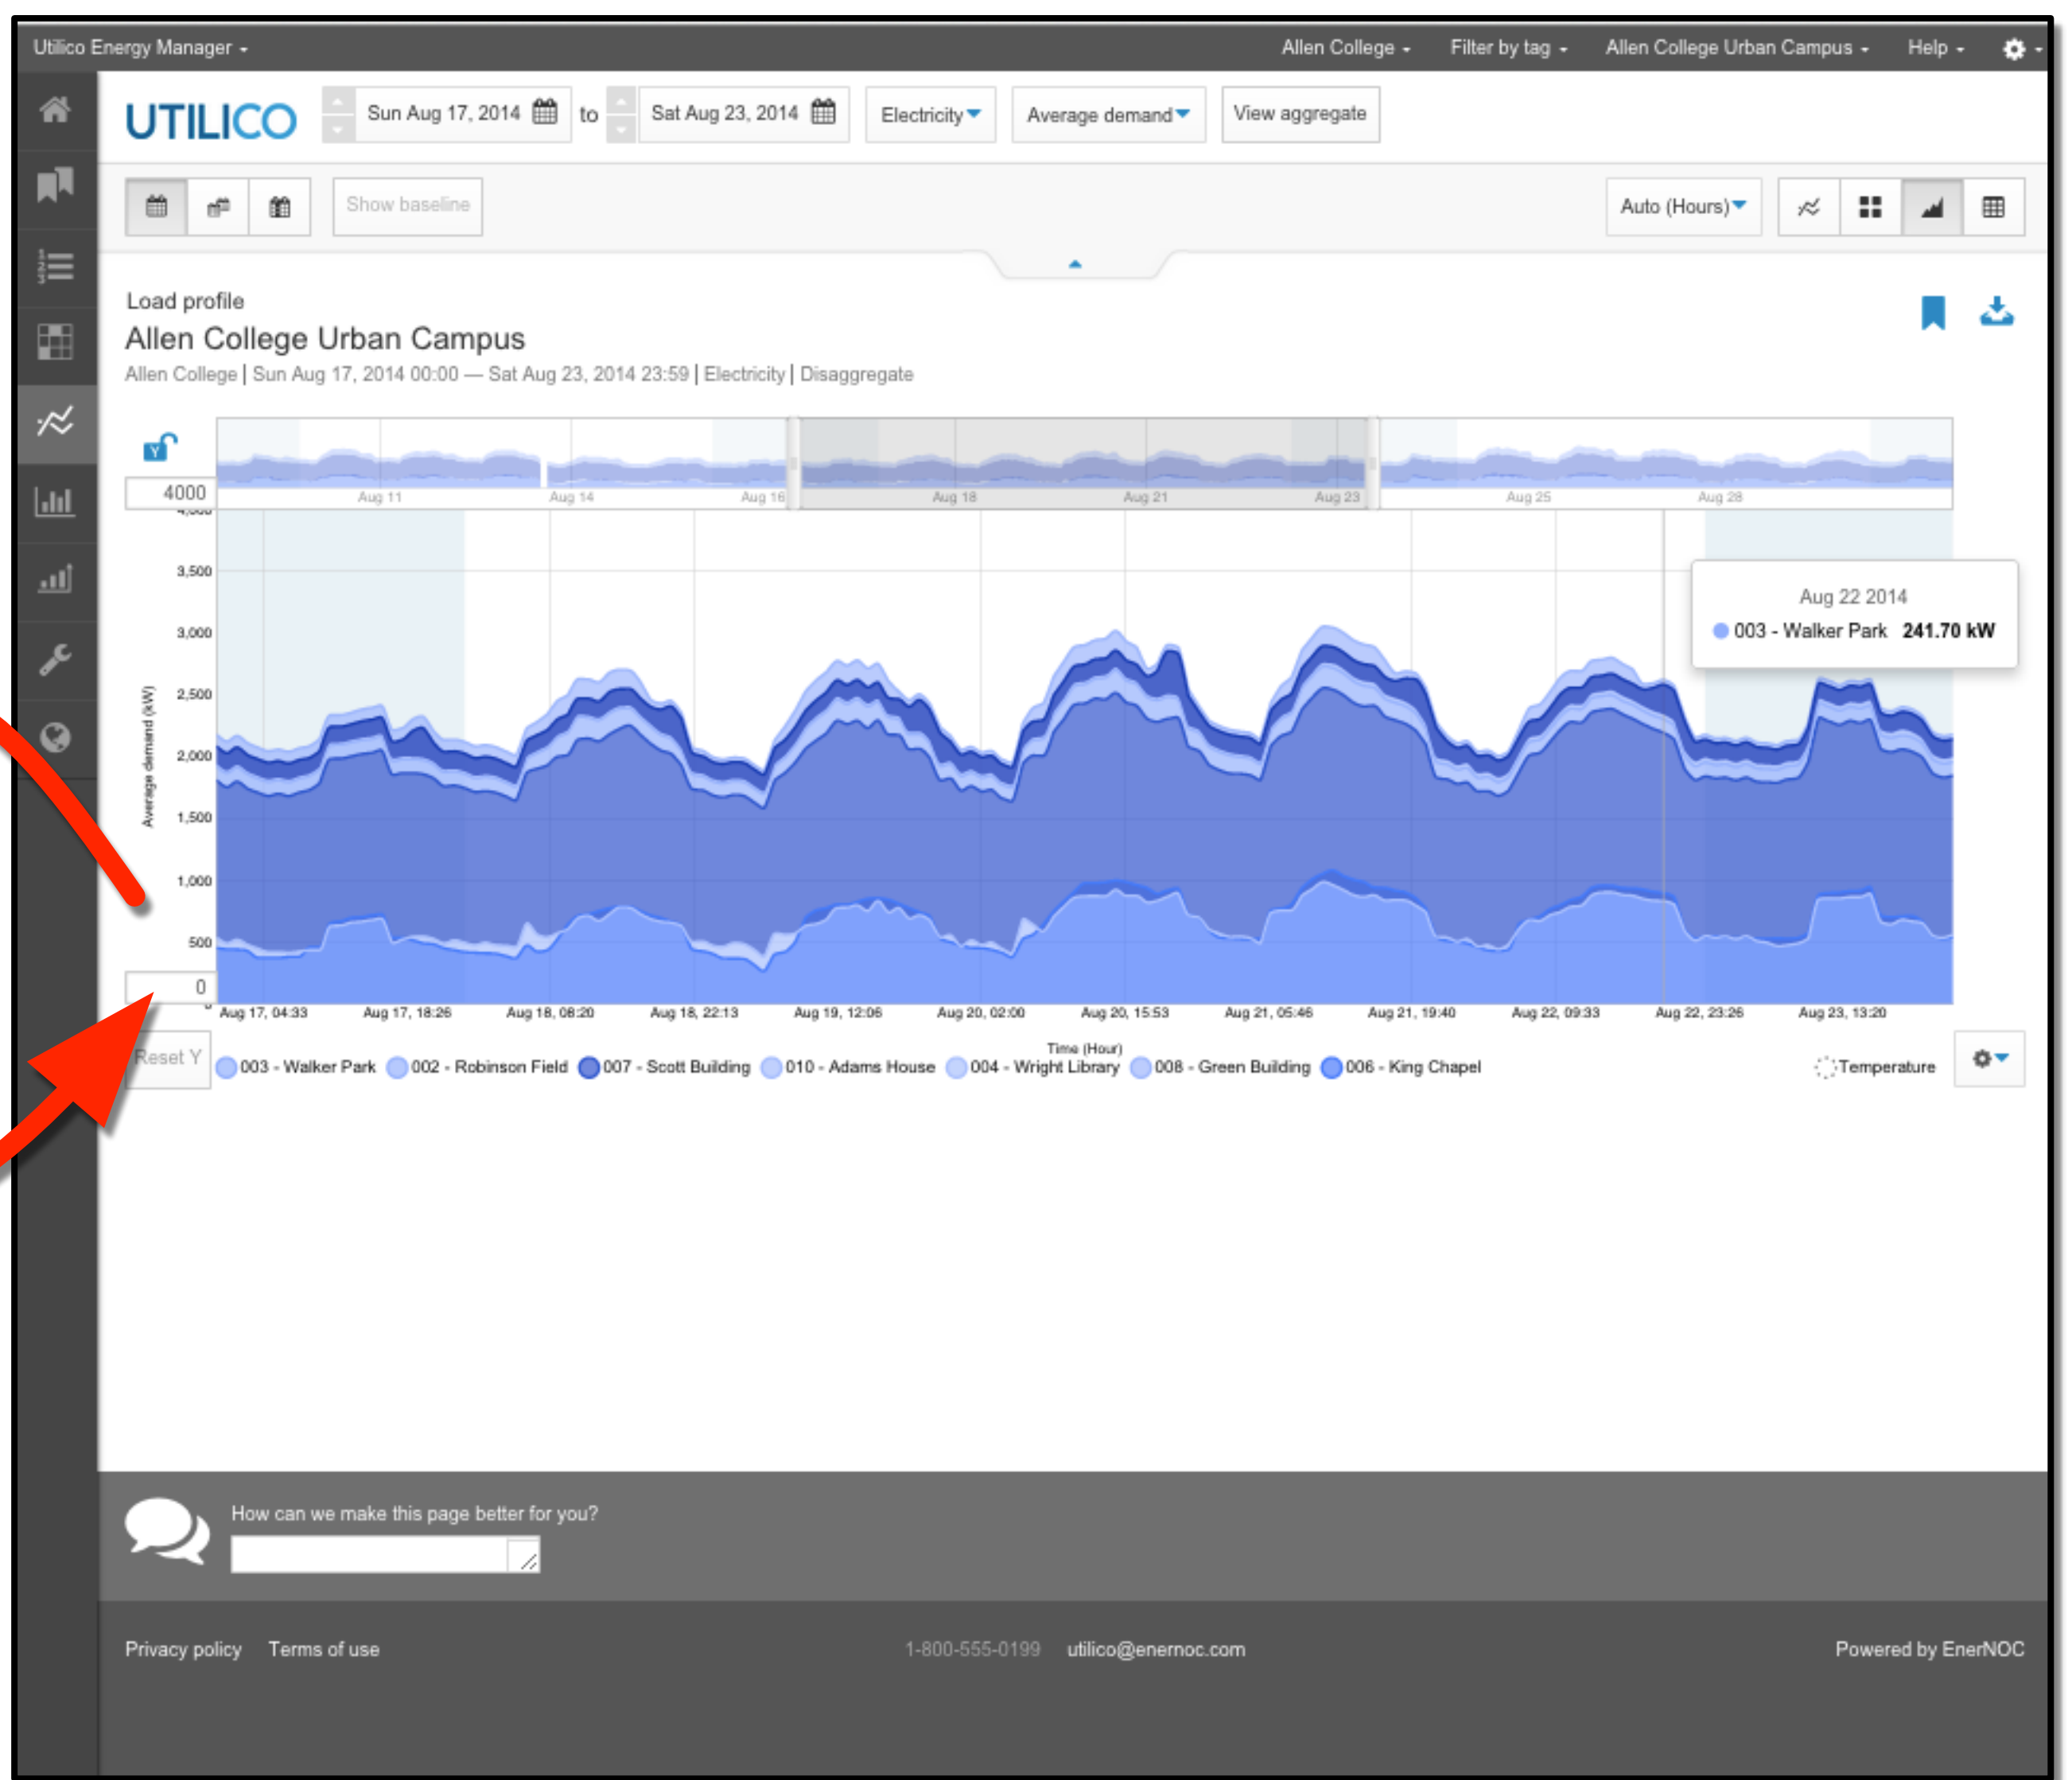 Utilico Energy Manager
Allen College Filter by tag Allen College Urban Campus Help
UTILICO Sun Aug 17, 2014 to Sat Aug 23, 2014 Electricity Average demand View aggregate
Show baseline Auto (Hours)
Load profile
Allen College Urban Campus
Allen College | Sun Aug 17, 2014 00:00 — Sat Aug 23, 2014 23:59 | Electricity | Disaggregate
Y
4000
Aug 11 Aug 14 Aug 16 Aug 18 Aug 21 Aug 23 Aug 25 Aug 28
3,500
3,000
2,500
2,000
1,500
1,000
500
0
Average demand (kW)
Aug 22 2014
003 - Walker Park 241.70 kW
Aug 17, 04:33 Aug 17, 18:26 Aug 18, 08:20 Aug 18, 22:13 Aug 19, 12:06 Aug 20, 02:00 Aug 20, 15:53 Aug 21, 05:46 Aug 21, 19:40 Aug 22, 09:33 Aug 22, 23:26 Aug 23, 13:20
Time (Hour)
Reset Y 003 - Walker Park 002 - Robinson Field 007 - Scott Building 010 - Adams House 004 - Wright Library 008 - Green Building 006 - King Chapel Temperature
How can we make this page better for you?
Privacy policy Terms of use 1-800-555-0199 utilico@enernoc.com Powered by EnerNOC